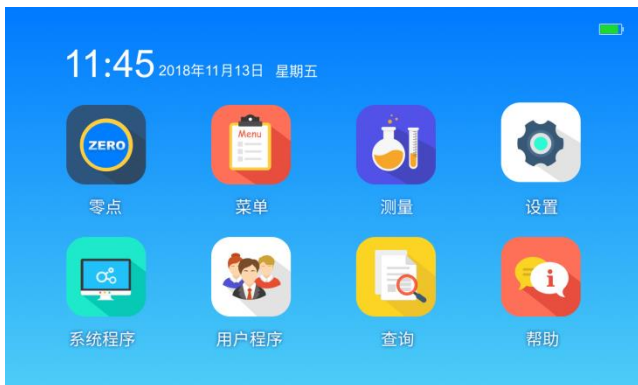 11:45 2018年11月13日 星期五
ZERO
Menu
零点 菜单 测量 设置
系统程序 用户程序 查询 帮助